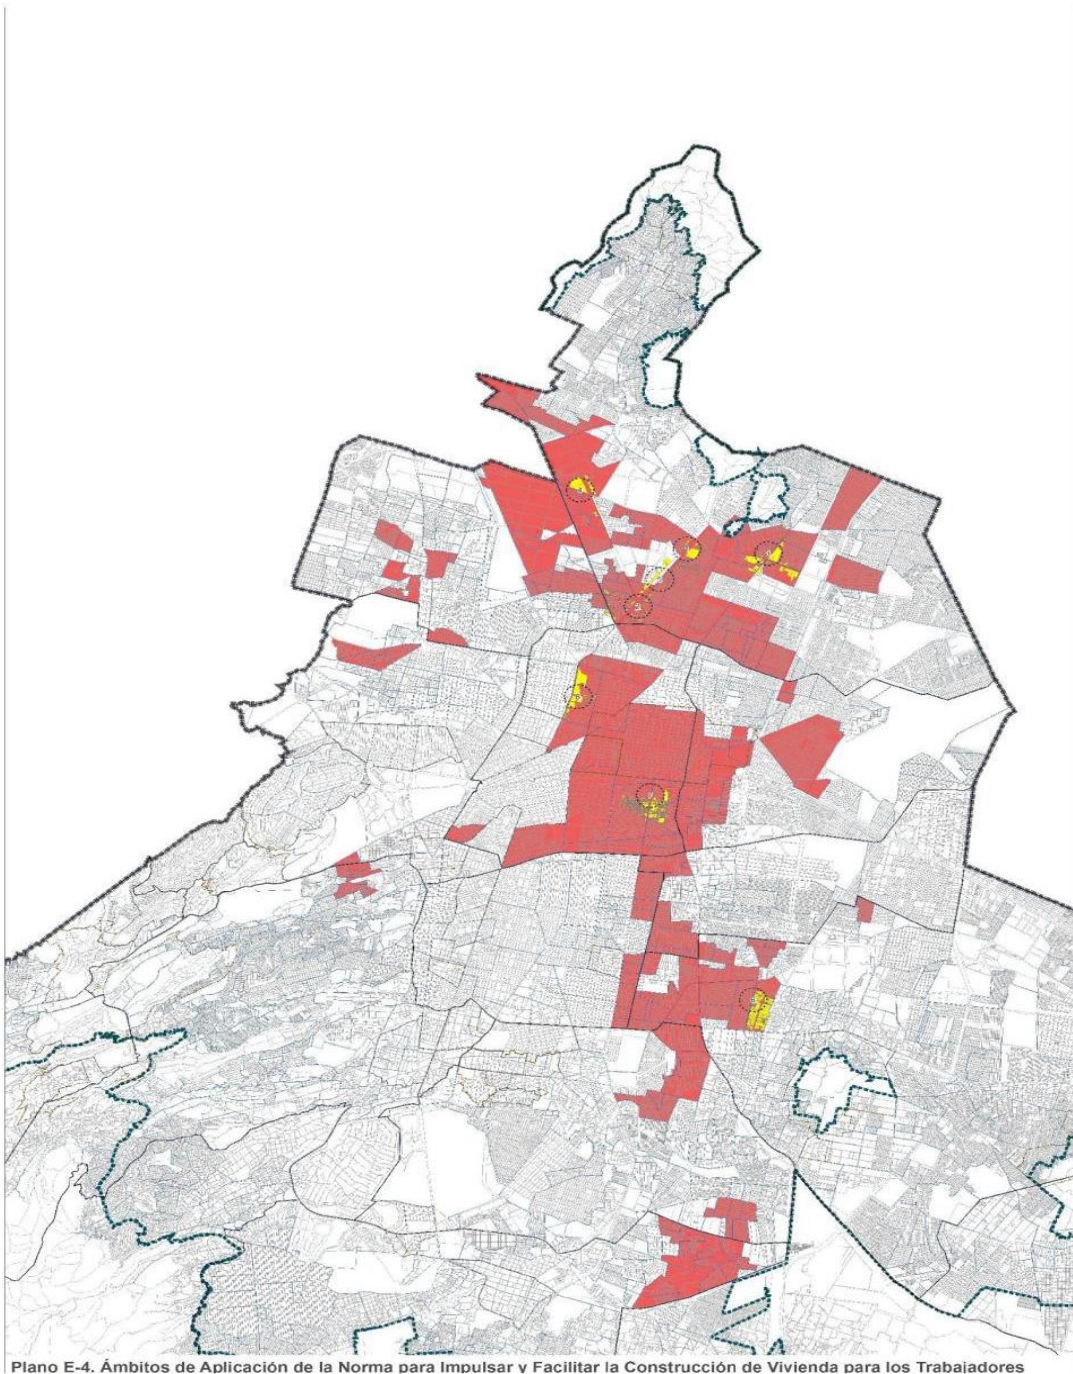 Plano E-4. Ámbitos de Aplicación de la Norma para Impulsar y Facilitar la Construcción de Vivienda para los Trabajadores